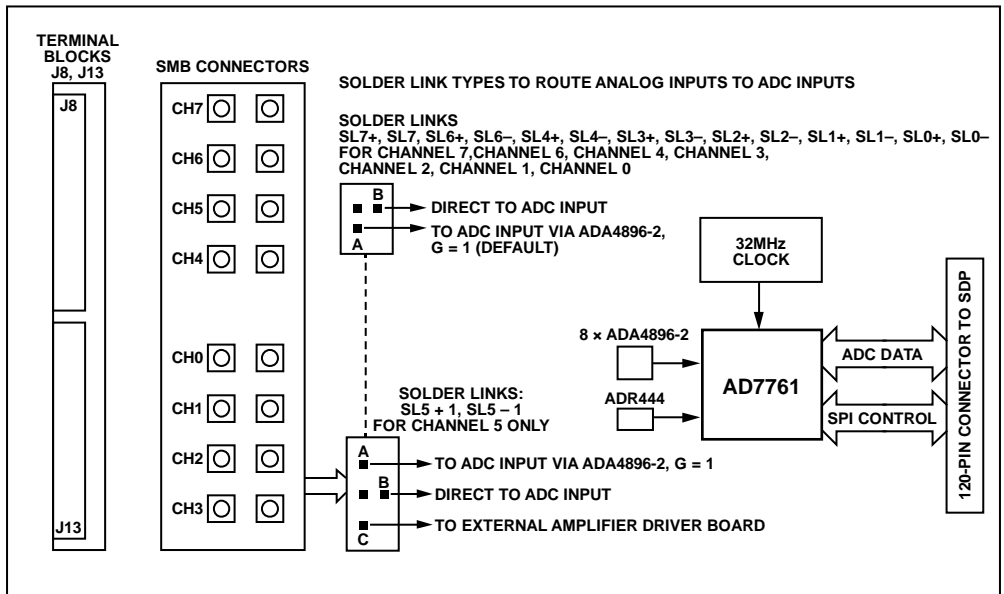 TERMINAL
BLOCKS
J8, J13
J8
J13
SMB CONNECTORS
CH7
CH6
CH5
CH4
CH0
CH1
CH2
CH3
SOLDER LINK TYPES TO ROUTE ANALOG INPUTS TO ADC INPUTS
SOLDER LINKS
SL7+, SL7, SL6+, SL6–, SL4+, SL4–, SL3+, SL3–, SL2+, SL2–, SL1+, SL1–, SL0+, SL0–
FOR CHANNEL 7,CHANNEL 6, CHANNEL 4, CHANNEL 3,
CHANNEL 2, CHANNEL 1, CHANNEL 0
B
DIRECT TO ADC INPUT
TO ADC INPUT VIA ADA4896-2,
G = 1 (DEFAULT)
A
SOLDER LINKS:
SL5 + 1, SL5 – 1
FOR CHANNEL 5 ONLY
A
TO ADC INPUT VIA ADA4896-2, G = 1
B
DIRECT TO ADC INPUT
TO EXTERNAL AMPLIFIER DRIVER BOARD
C
32MHz
CLOCK
8 × ADA4896-2
ADR444
AD7761
ADC DATA
SPI CONTROL
120-PIN CONNECTOR TO SDP